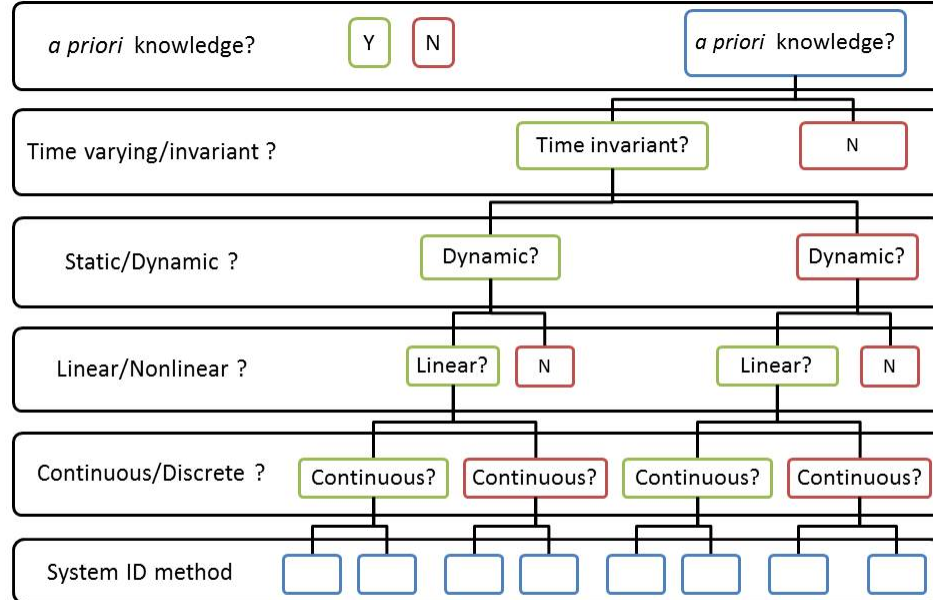 a priori knowledge? Y N a priori knowledge?
Time varying/invariant ? Time invariant? N
Static/Dynamic ? Dynamic? Dynamic?
Linear/Nonlinear ? Linear? N Linear? N
Continuous/Discrete ? Continuous? Continuous? Continuous? Continuous?
System ID method